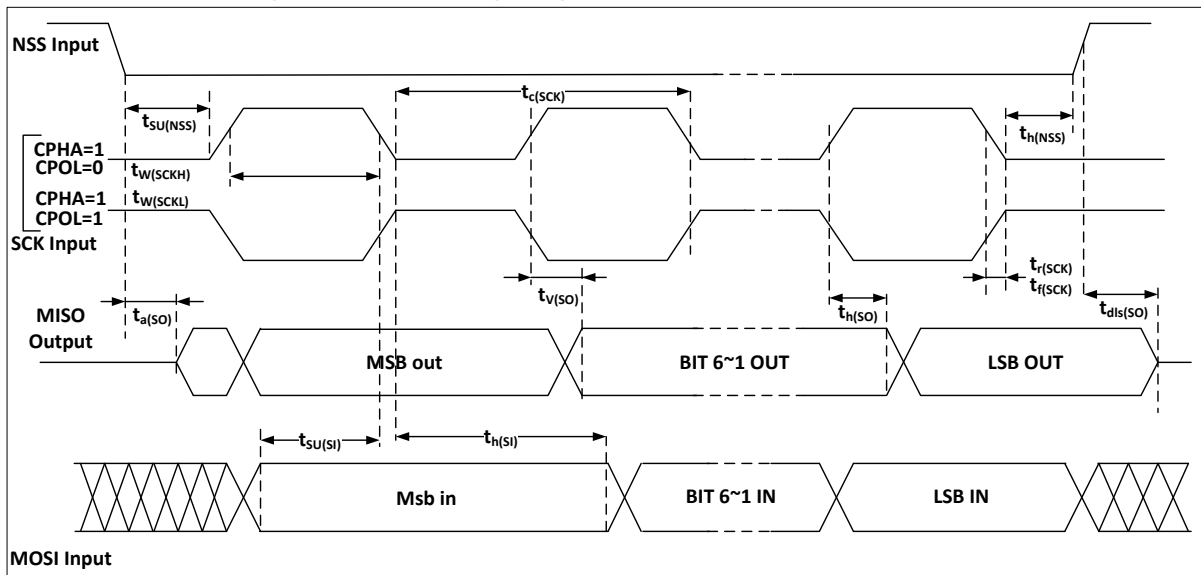 NSS Input
tc(SCK)
tSU(NSS)
th(NSS)
CPHA=1
CPOL=0
tW(SCKH)
CPHA=1
tW(SCKL)
CPOL=1
SCK Input
tr(SCK)
tV(SO)
tf(SCK)
ta(SO)
th(SO)
tdls(SO)
MISO
Output
MSB out
BIT 6~1 OUT
LSB OUT
tSU(SI)
th(SI)
Msb in
BIT 6~1 IN
LSB IN
MOSI Input